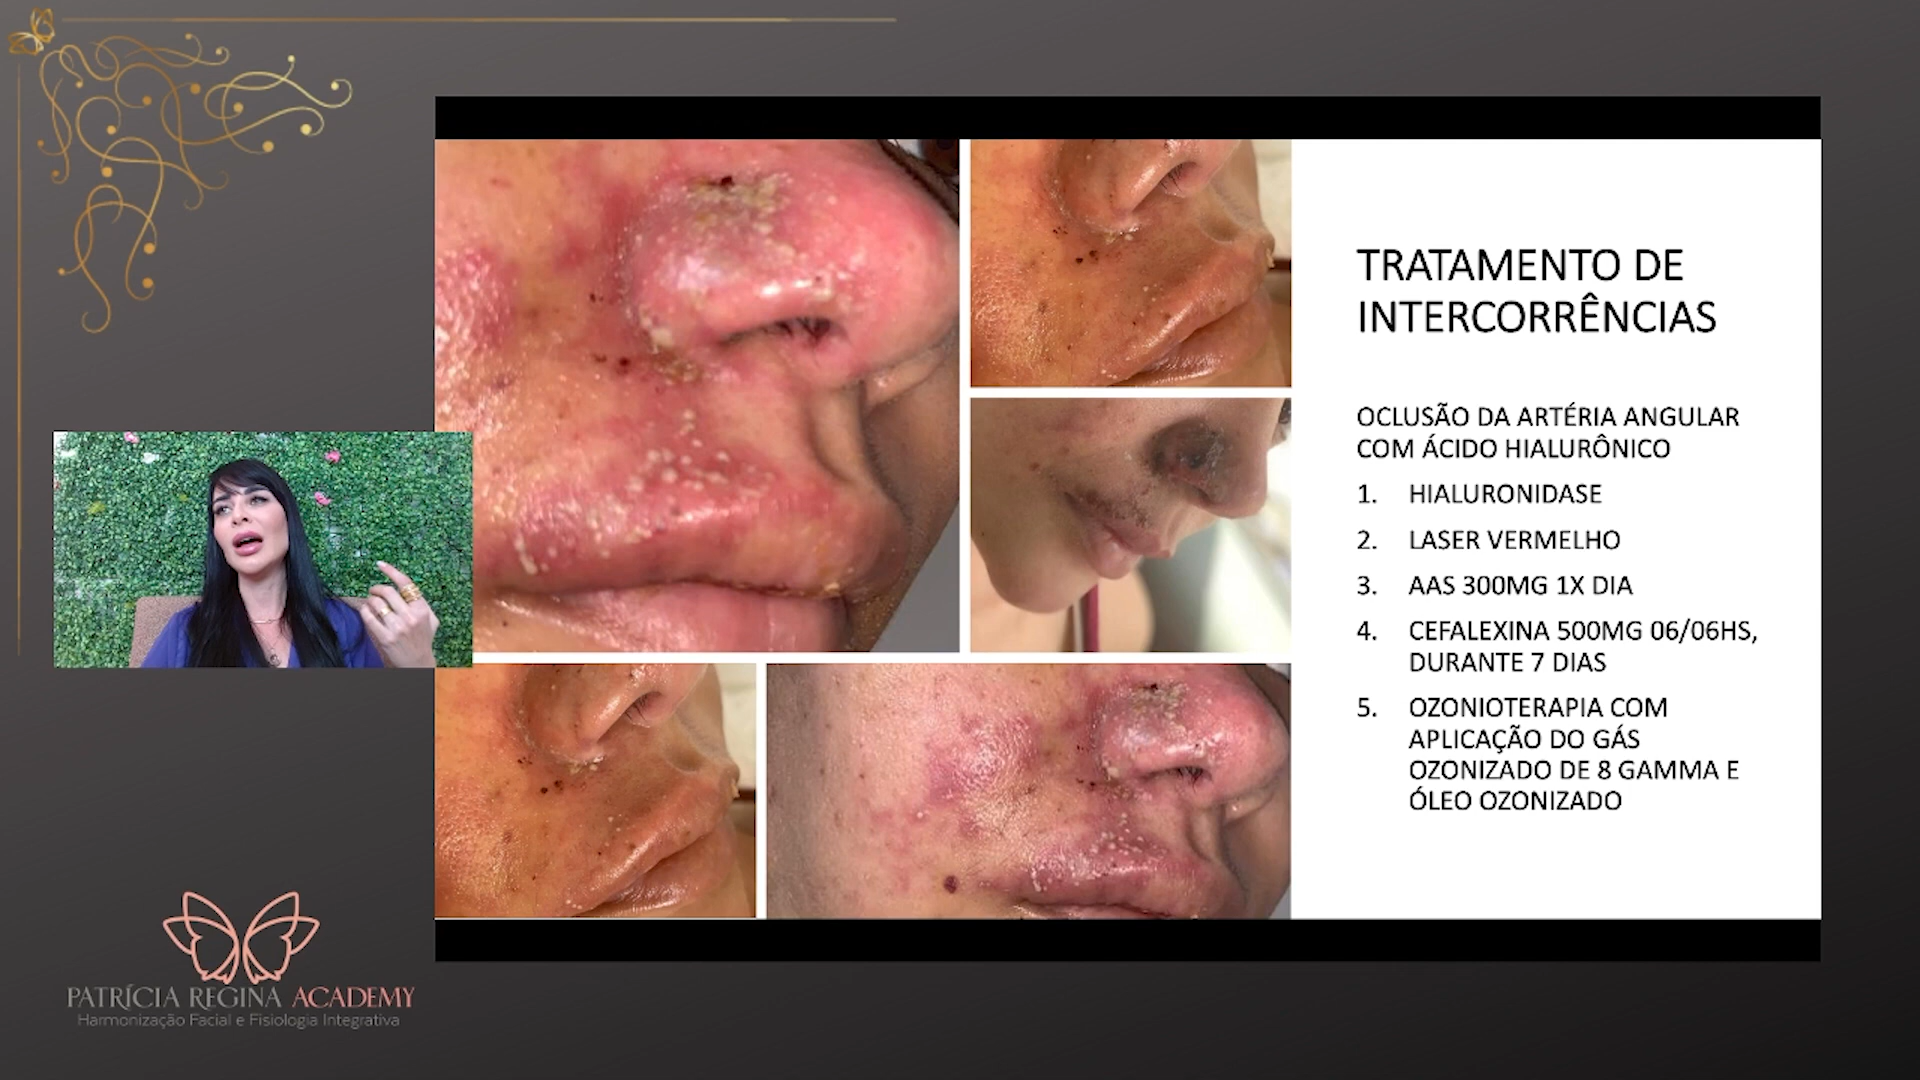 TRATAMENTO DE
INTERCORRÊNCIAS
OCLUSÃO DA ARTÉRIA ANGULAR
COM ÁCIDO HIALURÔNICO
1. HIALURONIDASE
2. LASER VERMELHO
3. AAS 300MG 1X DIA
4. CEFALEXINA 500MG 06/06HS,
DURANTE 7 DIAS
5. OZONIOTERAPIA COM
APLICAÇÃO DO GÁS
OZONIZADO DE 8 GAMMA E
ÓLEO OZONIZADO
PATRÍCIA REGINA ACADEMY
Harmonização Facial e Fisiologia Integrativa